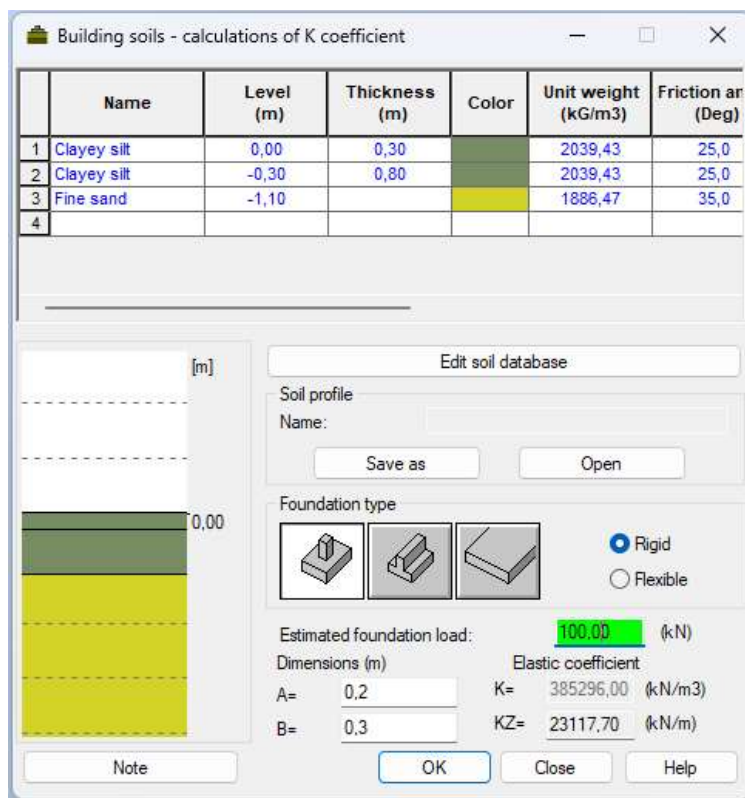 Building soils - calculations of K coefficient
Name Level (m) Thickness (m) Color Unit weight (kG/m3) Friction an (Deg)
1 Clayey silt 0,00 0,30 2039,43 25,0
2 Clayey silt -0,30 0,80 2039,43 25,0
3 Fine sand -1,10 1886,47 35,0
4
[m]
0,00
Edit soil database
Soil profile
Name:
Save as Open
Foundation type
Rigid
Flexible
Estimated foundation load: 100,00 (kN)
Dimensions (m) Elastic coefficient
A= 0,2 K= 385296,00 (kN/m3)
B= 0,3 KZ= 23117,70 (kN/m)
Note OK Close Help